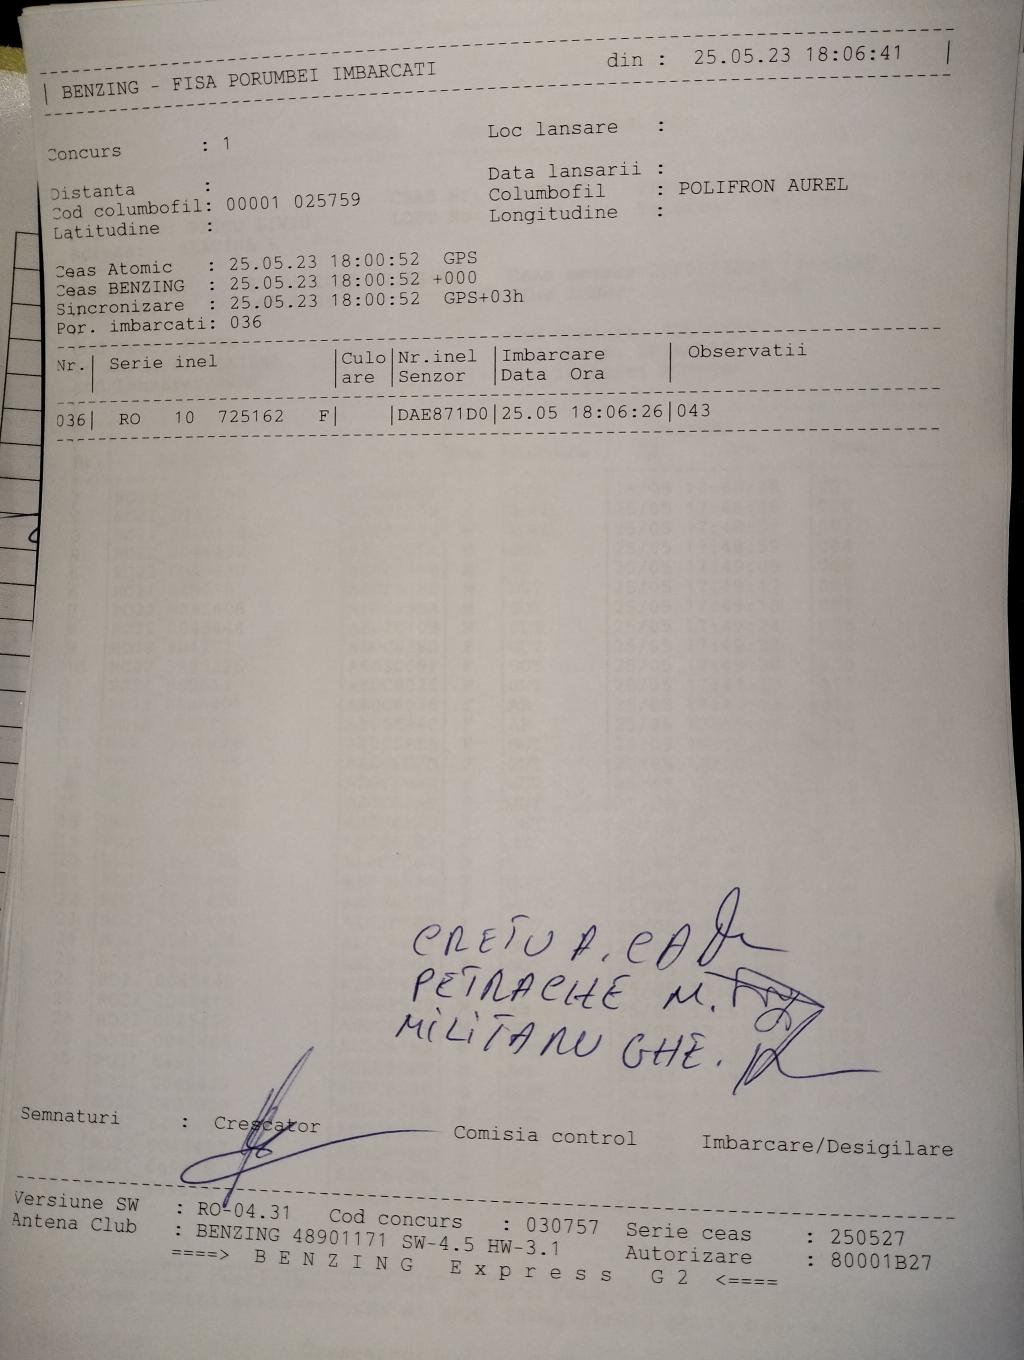 | BENZING - FISA PORUMBEI IMBARCATI din : 25.05.23 18:06:41 |
Concurs : 1 Loc lansare :
Data lansarii :
Distanta : Columbofil : POLIFRON AUREL
Cod columbofil: 00001 025759 Longitudine :
Latitudine :
Ceas Atomic : 25.05.23 18:00:52 GPS
Ceas BENZING : 25.05.23 18:00:52 +000
Sincronizare : 25.05.23 18:00:52 GPS+03h
Por. imbarcati: 036
Nr.| Serie inel |Culo|Nr.inel |Imbarcare | Observatii
| |are |Senzor |Data Ora |
036| RO 10 725162 F| |DAE871D0|25.05 18:06:26|043
CRETU A. CA
PETRACHE M.
MILITARU GHE.
Semnaturi : Crescator Comisia control Imbarcare/Desigilare
Versiune SW : RO-04.31 Cod concurs : 030757 Serie ceas : 250527
Antena Club : BENZING 48901171 SW-4.5 HW-3.1 Autorizare : 80001B27
====> B E N Z I N G E x p r e s s G 2 <====